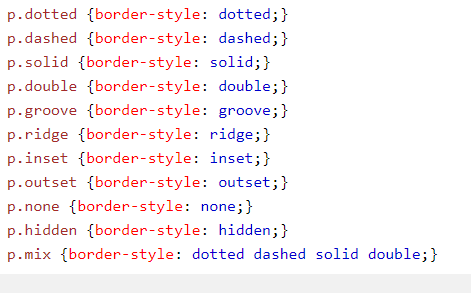 p.dotted {border-style: dotted;}
p.dashed {border-style: dashed;}
p.solid {border-style: solid;}
p.double {border-style: double;}
p.groove {border-style: groove;}
p.ridge {border-style: ridge;}
p.inset {border-style: inset;}
p.outset {border-style: outset;}
p.none {border-style: none;}
p.hidden {border-style: hidden;}
p.mix {border-style: dotted dashed solid double;}